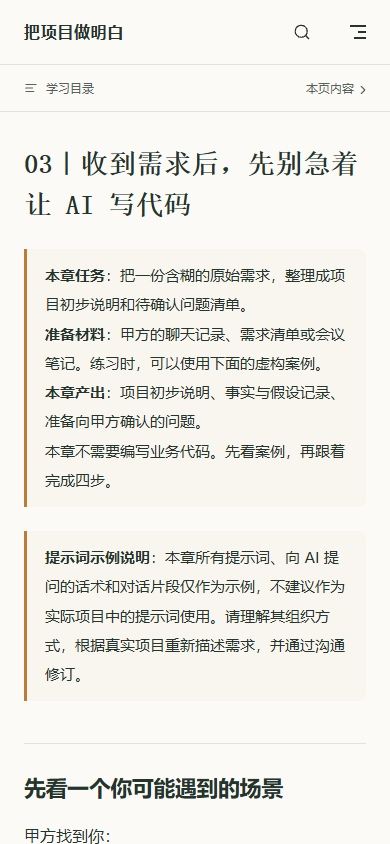 把项目做明白
学习目录
本页内容
03｜收到需求后，先别急着
让 AI 写代码
本章任务：把一份含糊的原始需求，整理成项
目初步说明和待确认问题清单。
准备材料：甲方的聊天记录、需求清单或会议
笔记。练习时，可以使用下面的虚构案例。
本章产出：项目初步说明、事实与假设记录、
准备向甲方确认的问题。
本章不需要编写业务代码。先看案例，再跟着
完成四步。
提示词示例说明：本章所有提示词、向 AI 提
问的话术和对话片段仅作为示例，不建议作为
实际项目中的提示词使用。请理解其组织方
式，根据真实项目重新描述需求，并通过沟通
修订。
先看一个你可能遇到的场景
甲方找到你：